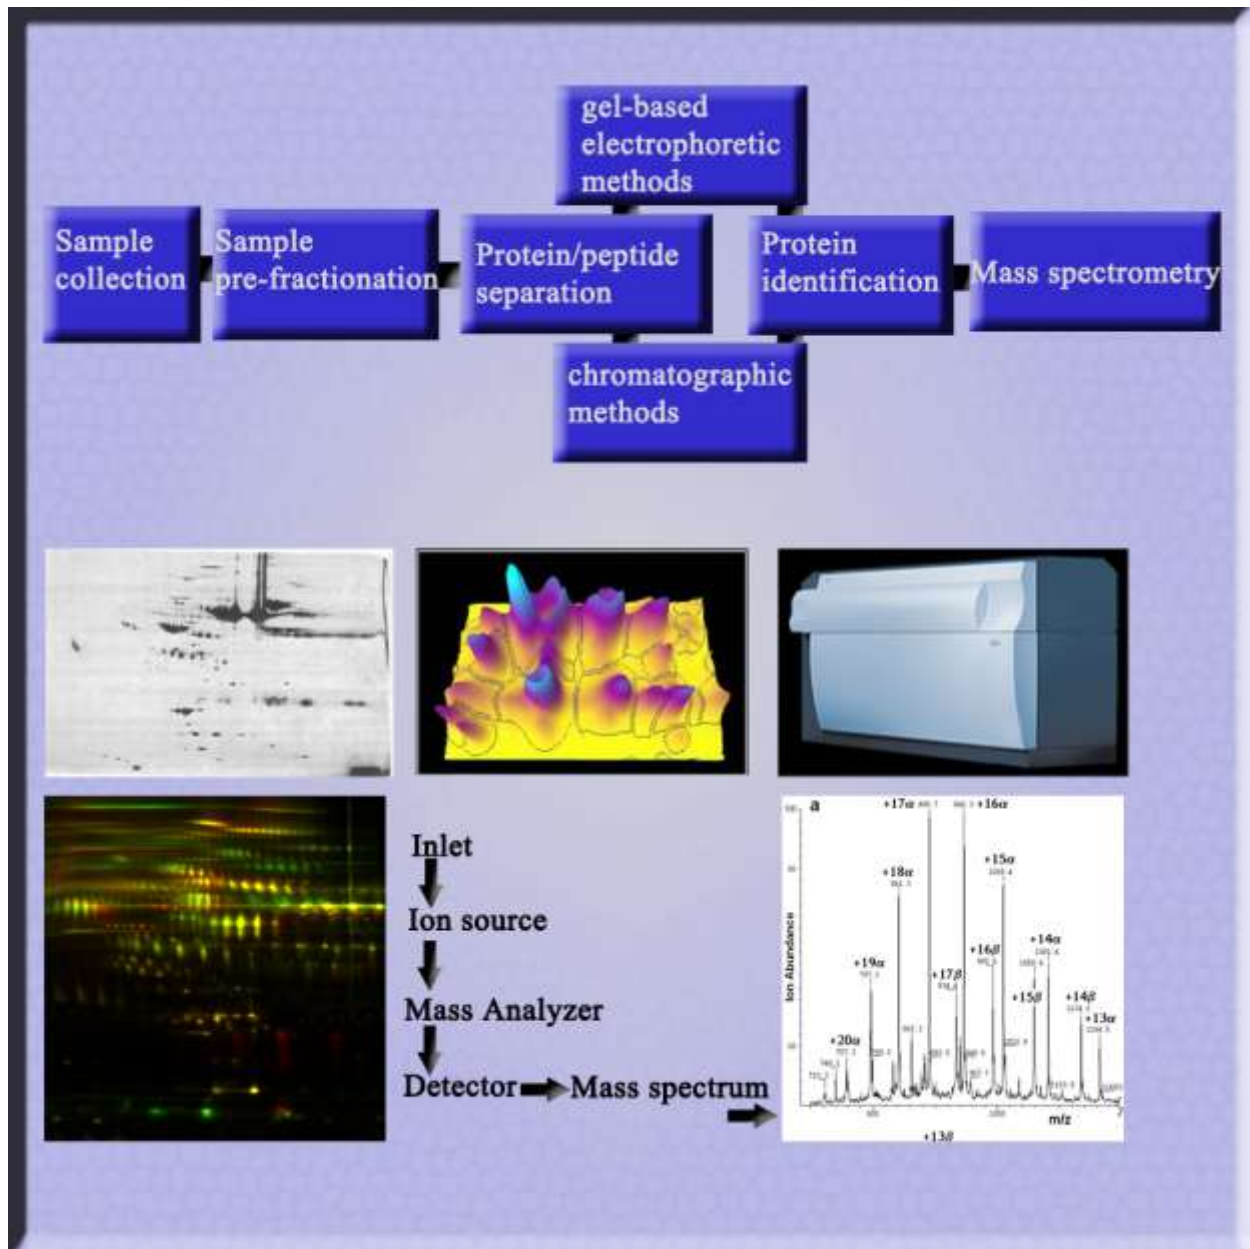 gel-based
electrophoretic
methods
Sample
collection
Sample
pre-fractionation
Protein/peptide
separation
Protein
identification
Mass spectrometry
chromatographic
methods
Inlet
Ion source
Mass Analyzer
Detector
Mass spectrum
a
Ion Abundance
+17α
+16α
+18α
+15α
+19α
+17β
+16β
+14α
+15β
+14β
+13α
+20α
m/z
+13β